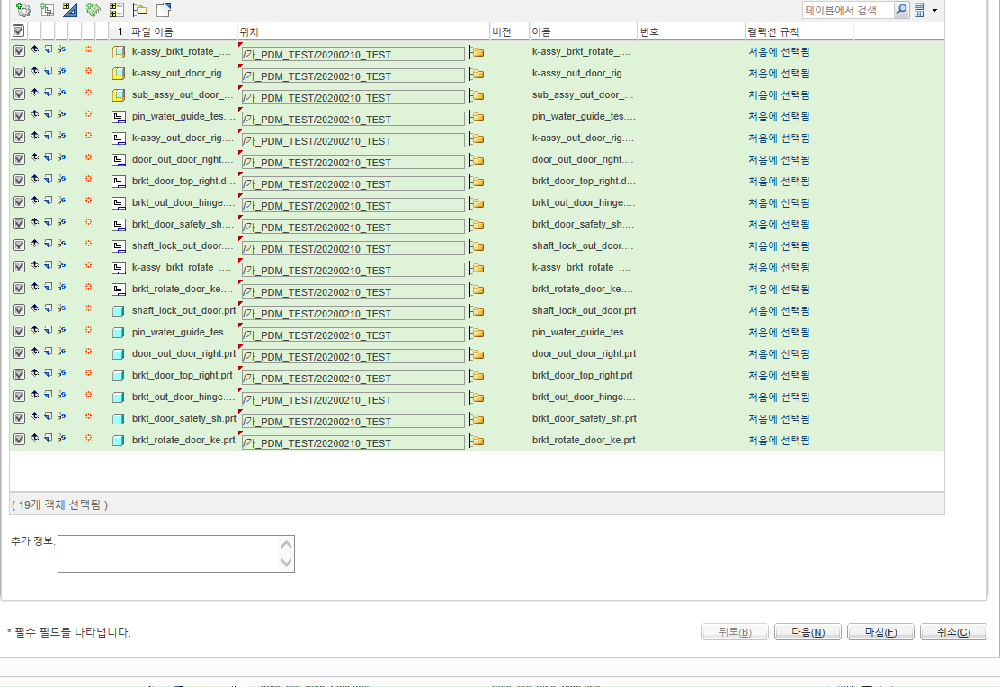 테이블에서 검색
파일 이름 위치 버전 이름 번호 컬렉션 규칙
k-assy_brkt_rotate_.... /가_PDM_TEST/20200210_TEST k-assy_brkt_rotate_.... 처음에 선택됨
k-assy_out_door_rig.... /가_PDM_TEST/20200210_TEST k-assy_out_door_rig.... 처음에 선택됨
sub_assy_out_door_... /가_PDM_TEST/20200210_TEST sub_assy_out_door_... 처음에 선택됨
pin_water_guide_tes.... /가_PDM_TEST/20200210_TEST pin_water_guide_tes.... 처음에 선택됨
k-assy_out_door_rig.... /가_PDM_TEST/20200210_TEST k-assy_out_door_rig.... 처음에 선택됨
door_out_door_right.... /가_PDM_TEST/20200210_TEST door_out_door_right.... 처음에 선택됨
brkt_door_top_right.d... /가_PDM_TEST/20200210_TEST brkt_door_top_right.d... 처음에 선택됨
brkt_out_door_hinge.... /가_PDM_TEST/20200210_TEST brkt_out_door_hinge.... 처음에 선택됨
brkt_door_safety_sh.... /가_PDM_TEST/20200210_TEST brkt_door_safety_sh.... 처음에 선택됨
shaft_lock_out_door.... /가_PDM_TEST/20200210_TEST shaft_lock_out_door.... 처음에 선택됨
k-assy_brkt_rotate_.... /가_PDM_TEST/20200210_TEST k-assy_brkt_rotate_.... 처음에 선택됨
brkt_rotate_door_ke.... /가_PDM_TEST/20200210_TEST brkt_rotate_door_ke.... 처음에 선택됨
shaft_lock_out_door.prt /가_PDM_TEST/20200210_TEST shaft_lock_out_door.prt 처음에 선택됨
pin_water_guide_tes.... /가_PDM_TEST/20200210_TEST pin_water_guide_tes.... 처음에 선택됨
door_out_door_right.prt /가_PDM_TEST/20200210_TEST door_out_door_right.prt 처음에 선택됨
brkt_door_top_right.prt /가_PDM_TEST/20200210_TEST brkt_door_top_right.prt 처음에 선택됨
brkt_out_door_hinge.... /가_PDM_TEST/20200210_TEST brkt_out_door_hinge.... 처음에 선택됨
brkt_door_safety_sh.prt /가_PDM_TEST/20200210_TEST brkt_door_safety_sh.prt 처음에 선택됨
brkt_rotate_door_ke.prt /가_PDM_TEST/20200210_TEST brkt_rotate_door_ke.prt 처음에 선택됨
( 19개 객체 선택됨 )
추가 정보:
* 필수 필드를 나타냅니다.
뒤로(B) 다음(N) 마침(F) 취소(C)